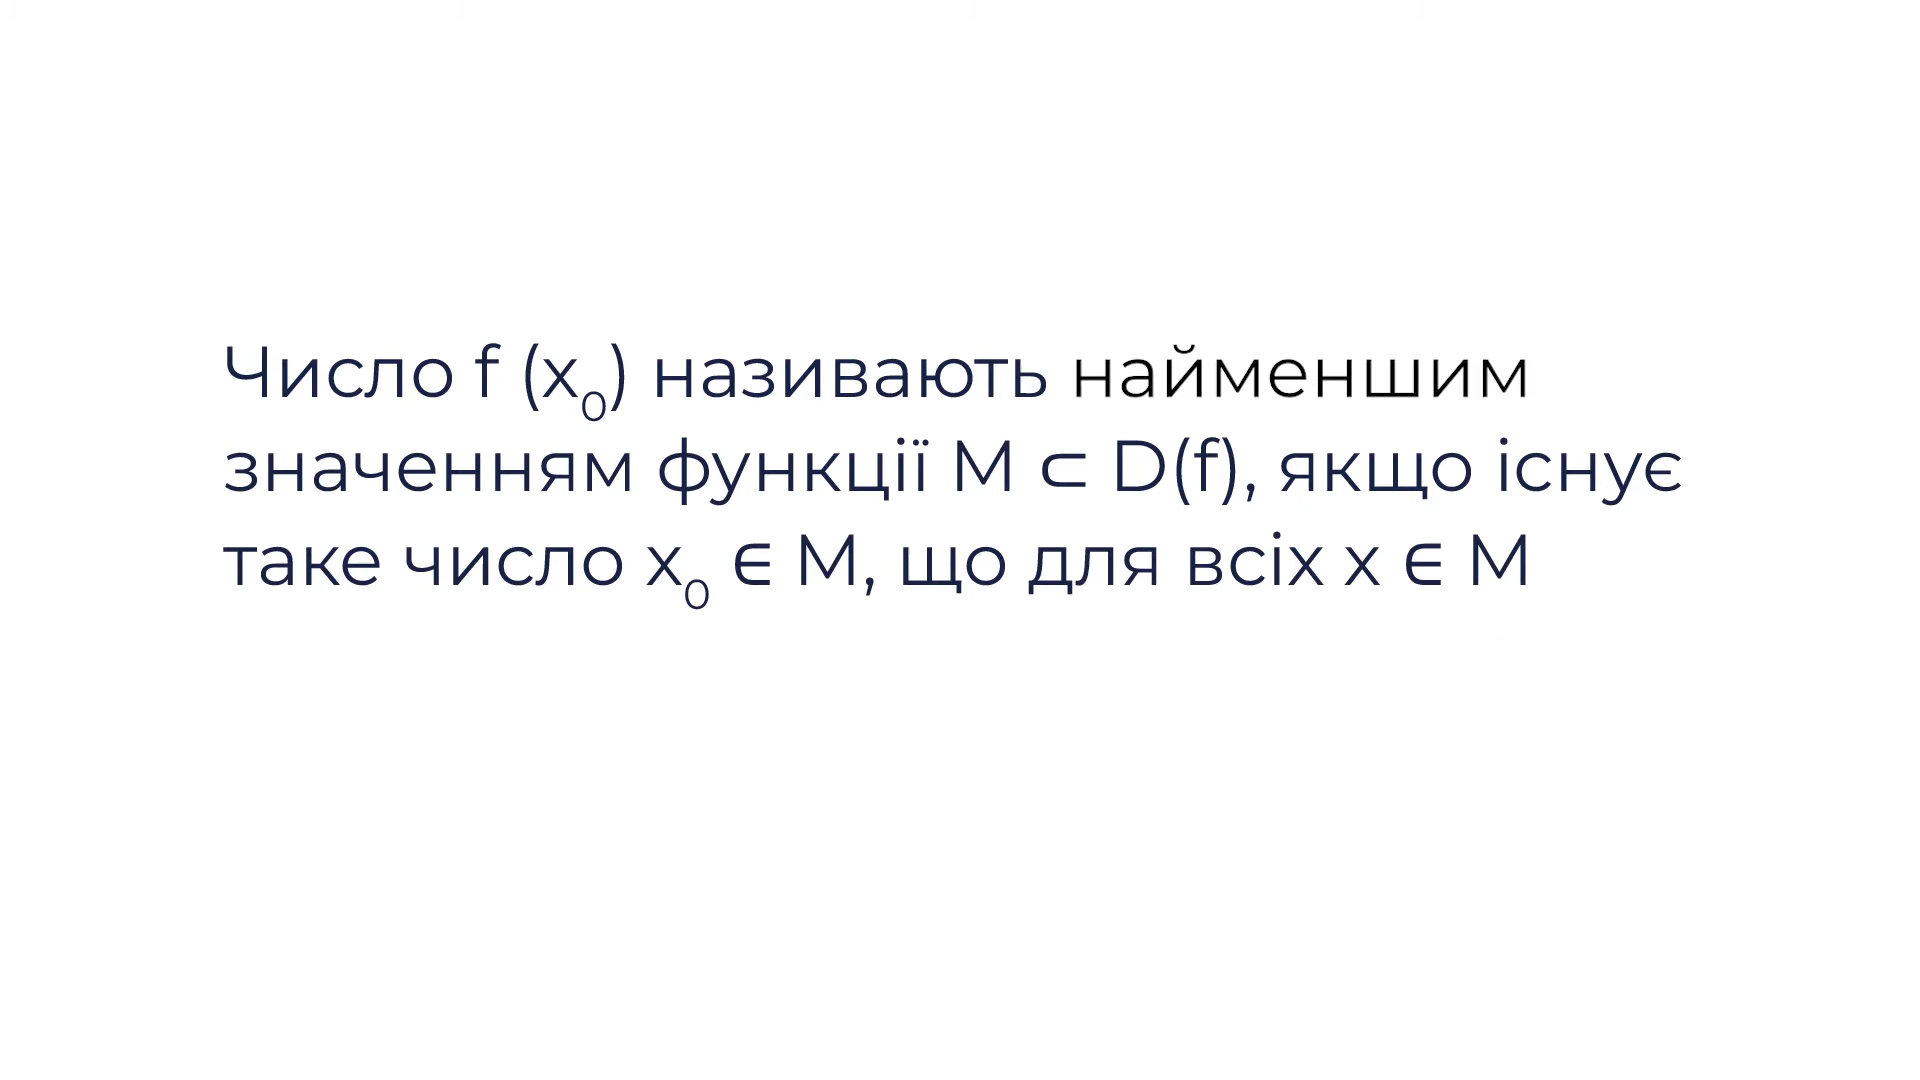 Число f (x₀) називають найменшим
значенням функції M ⊂ D(f), якщо існує
таке число x₀ ∈ M, що для всіх x ∈ M